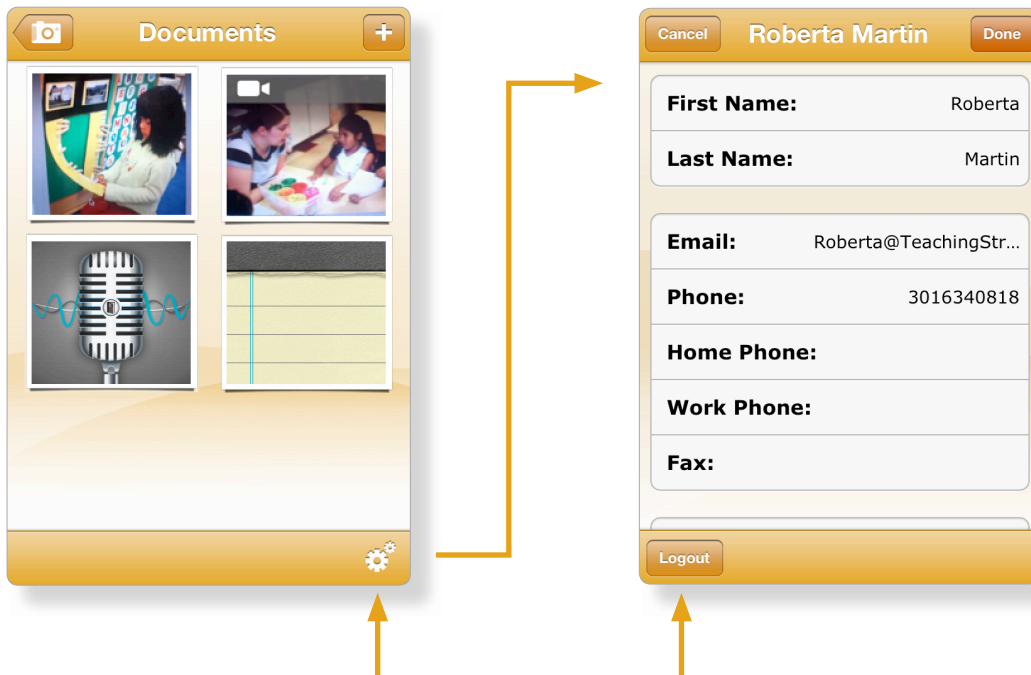 Documents
+
Cancel
Roberta Martin
Done
First Name: Roberta
Last Name: Martin
Email: Roberta@TeachingStr...
Phone: 3016340818
Home Phone:
Work Phone:
Fax:
Logout